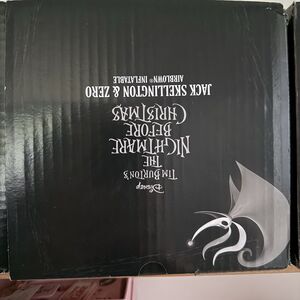 Disney
TIM BURTON'S
THE
NIGHTMARE
BEFORE
CHRISTMAS
JACK SKELLINGTON & ZERO
AIRBLOWN® INFLATABLE